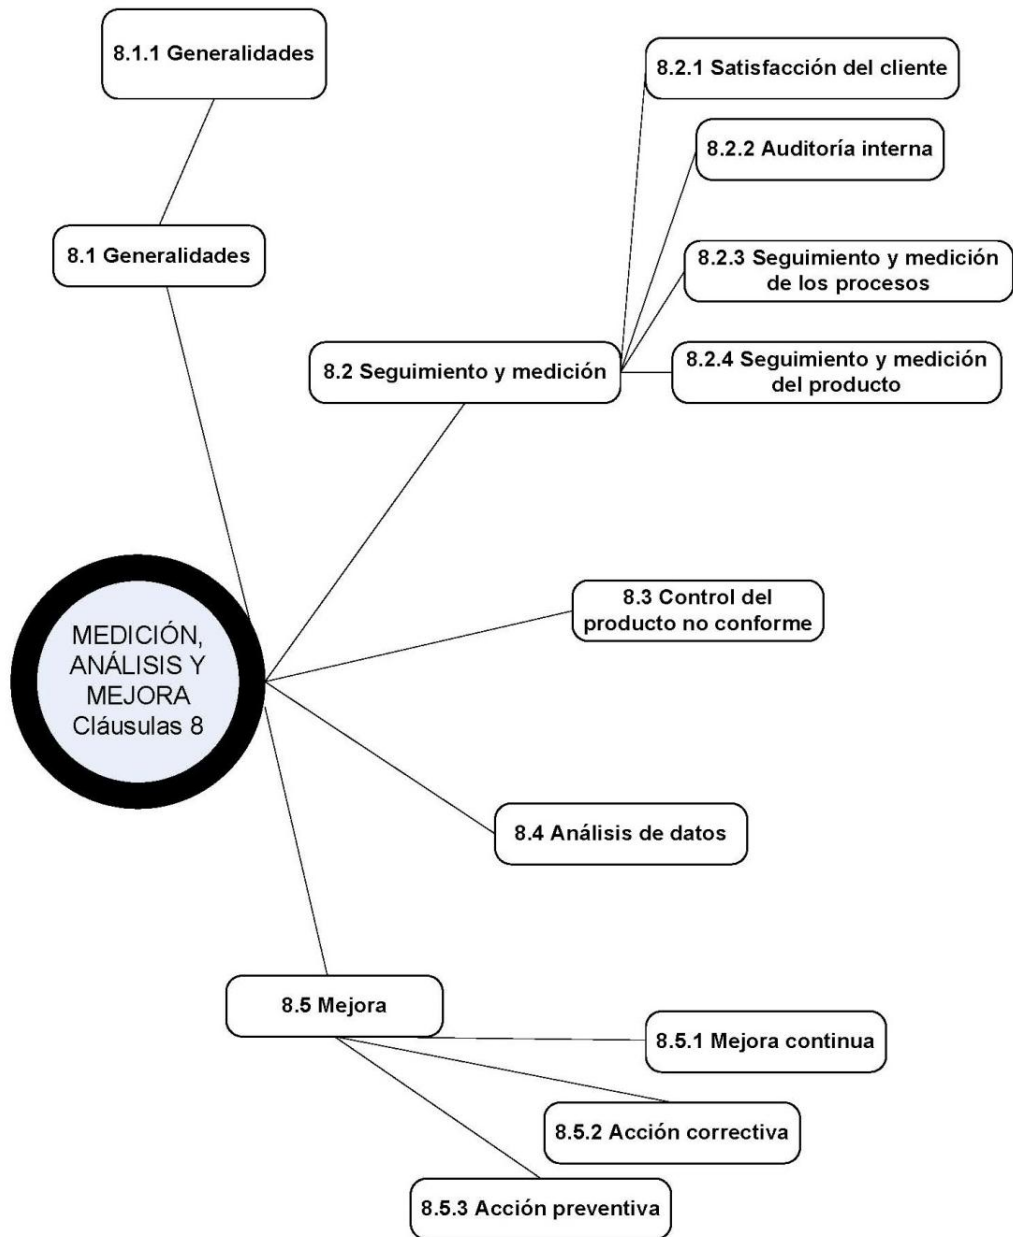 8.1.1 Generalidades
8.2.1 Satisfacción del cliente
8.2.2 Auditoría interna
8.1 Generalidades
8.2.3 Seguimiento y medición
de los procesos
8.2 Seguimiento y medición
8.2.4 Seguimiento y medición
del producto
8.3 Control del
producto no conforme
MEDICIÓN,
ANÁLISIS Y
MEJORA
Cláusulas 8
8.4 Análisis de datos
8.5 Mejora
8.5.1 Mejora continua
8.5.2 Acción correctiva
8.5.3 Acción preventiva